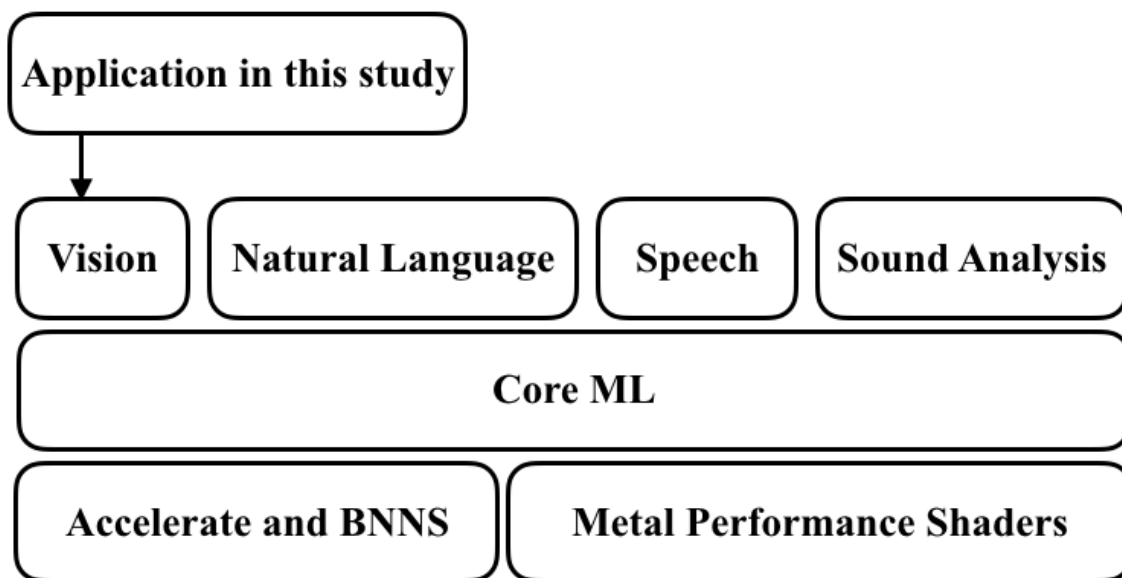 Application in this study
Vision
Natural Language
Speech
Sound Analysis
Core ML
Accelerate and BNNS
Metal Performance Shaders